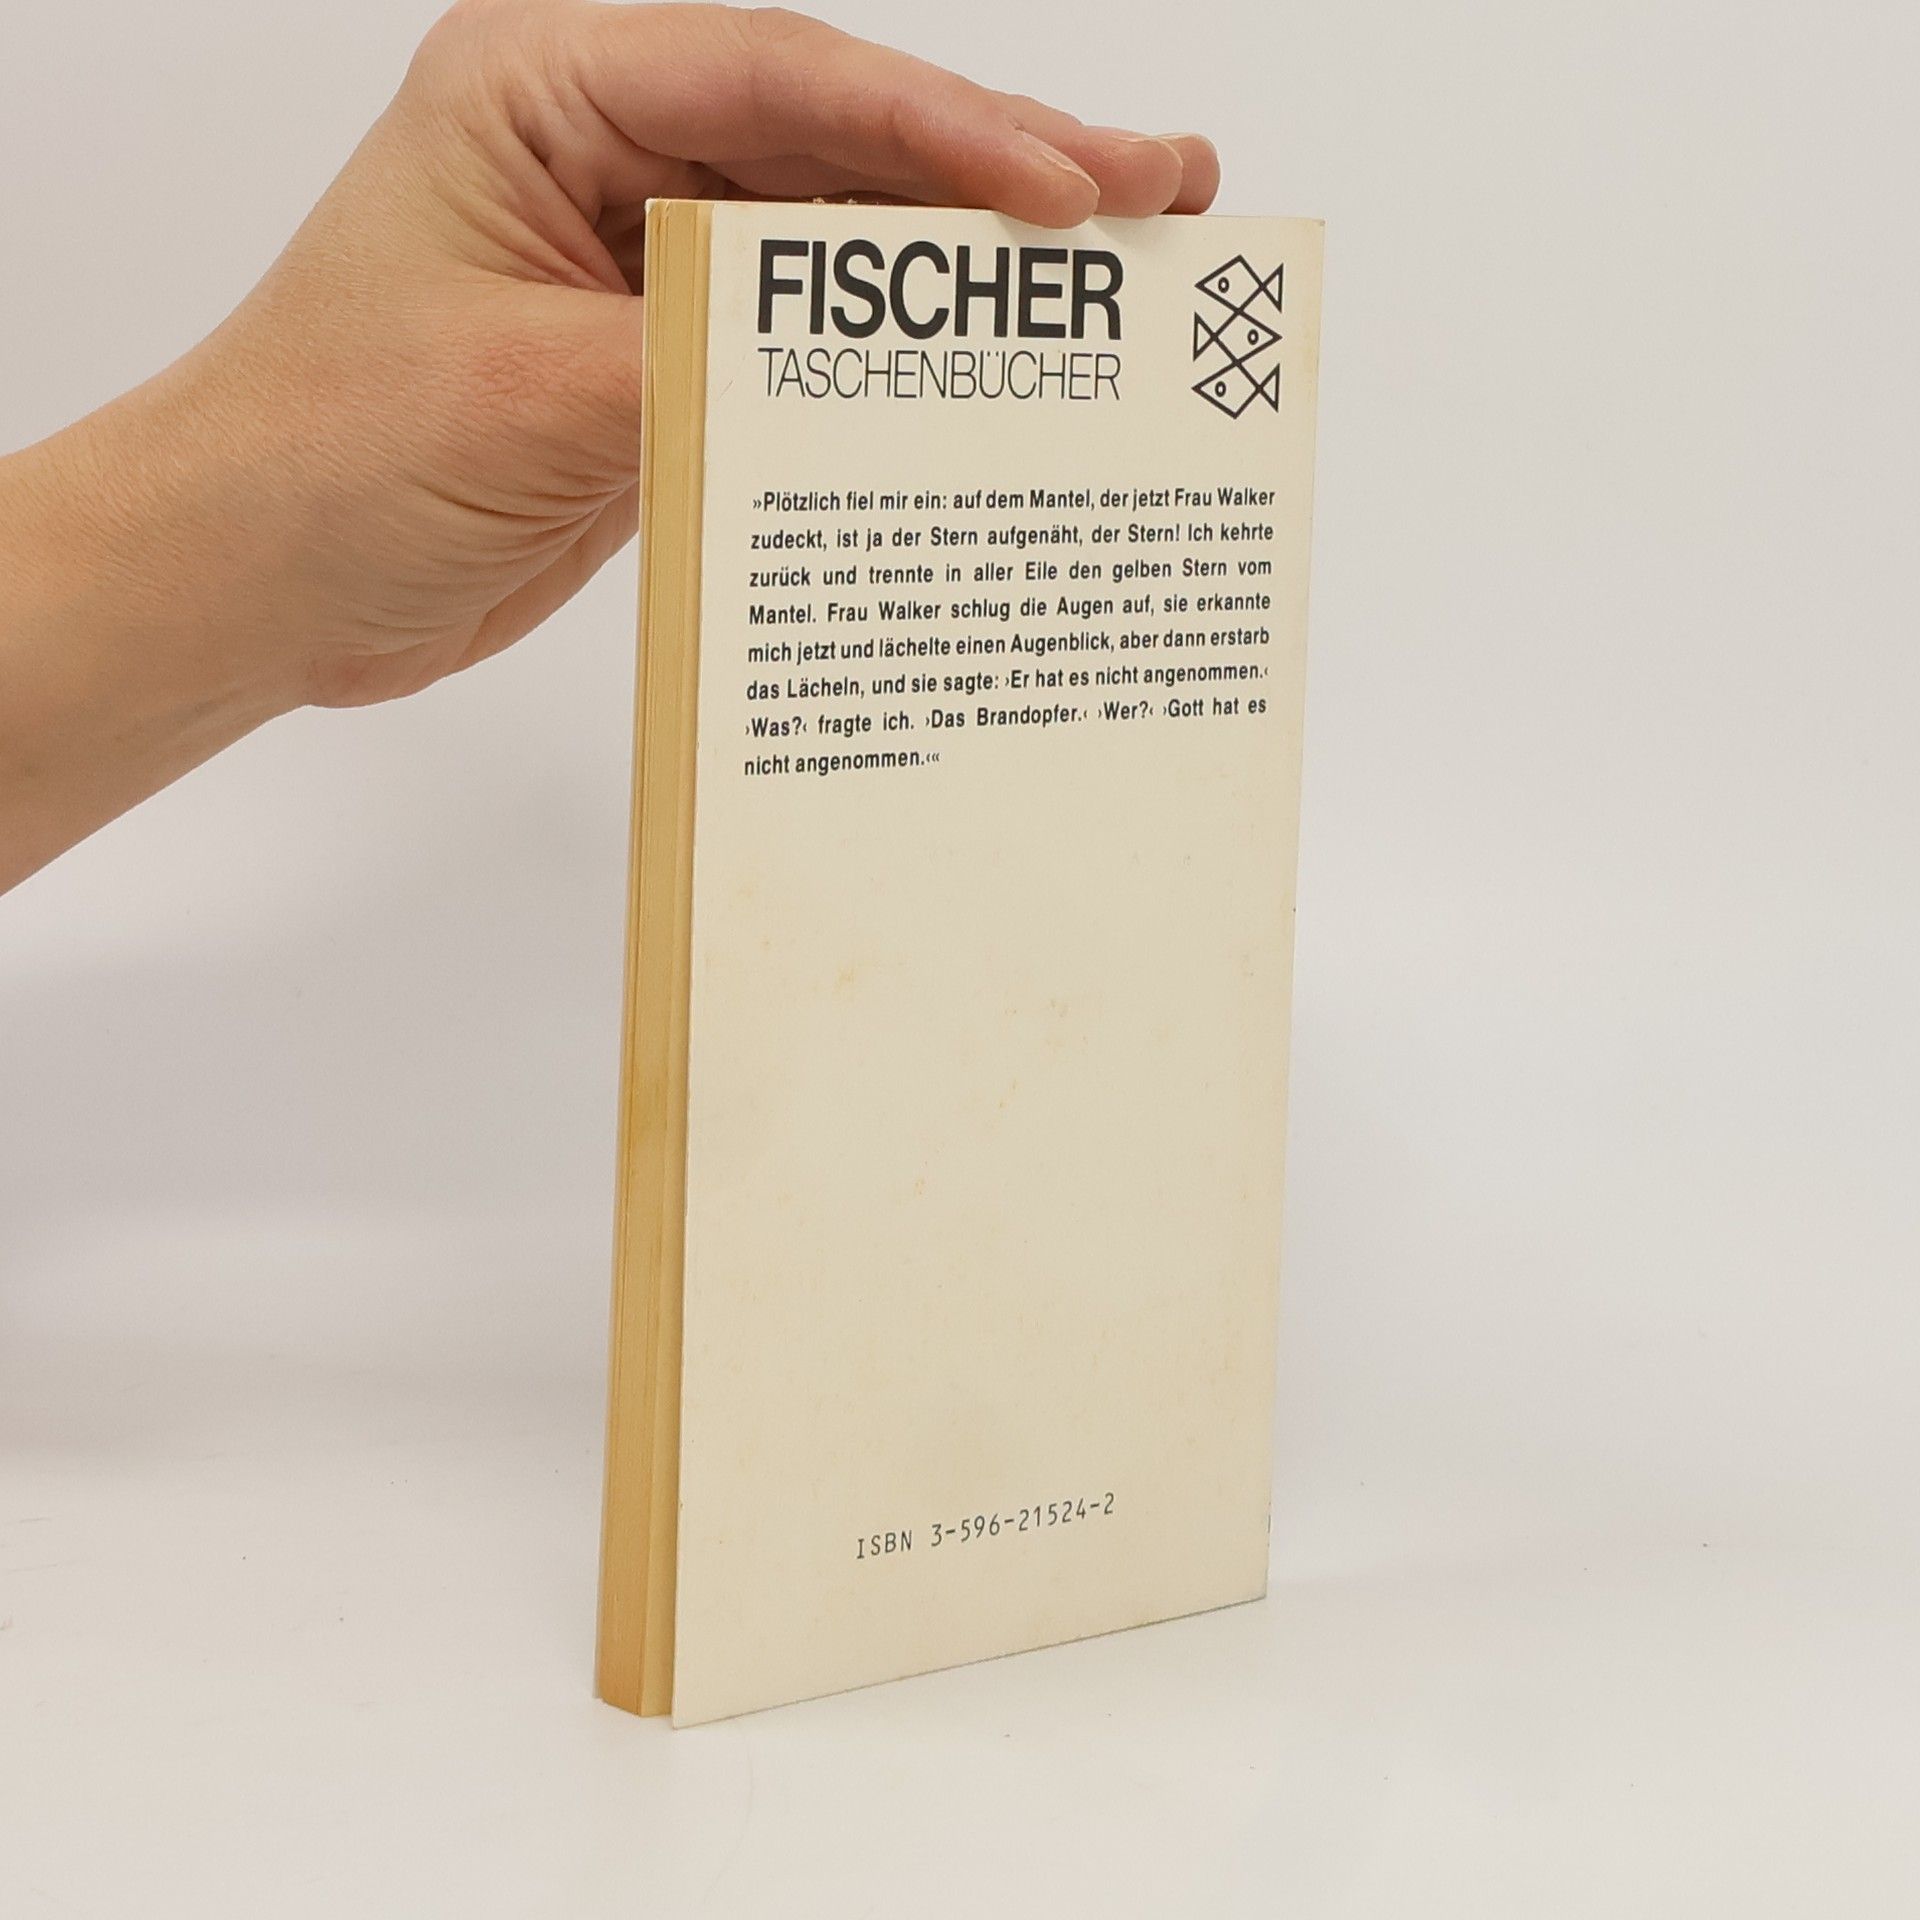 FISCHER
TASCHENBÜCHER
»Plötzlich fiel mir ein: auf dem Mantel, der jetzt Frau Walker
zudeckt, ist ja der Stern aufgenäht, der Stern! Ich kehrte
zurück und trennte in aller Eile den gelben Stern vom
Mantel. Frau Walker schlug die Augen auf, sie erkannte
mich jetzt und lächelte einen Augenblick, aber dann erstarb
das Lächeln, und sie sagte: ›Er hat es nicht angenommen.‹
›Was?‹ fragte ich. ›Das Brandopfer.‹ ›Wer?‹ ›Gott hat es
nicht angenommen.‹«
ISBN 3-596-21524-2